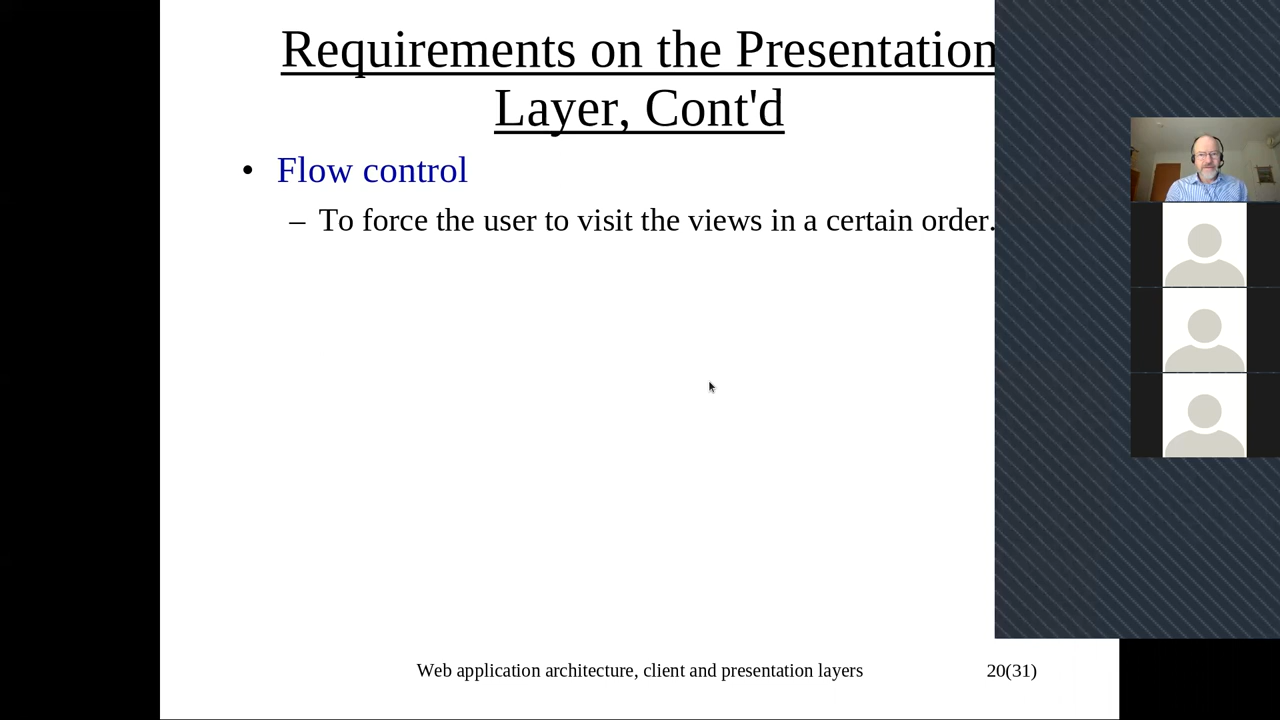 Requirements on the Presentation
Layer, Cont'd
• Flow control
– To force the user to visit the views in a certain order.
Web application architecture, client and presentation layers
20(31)